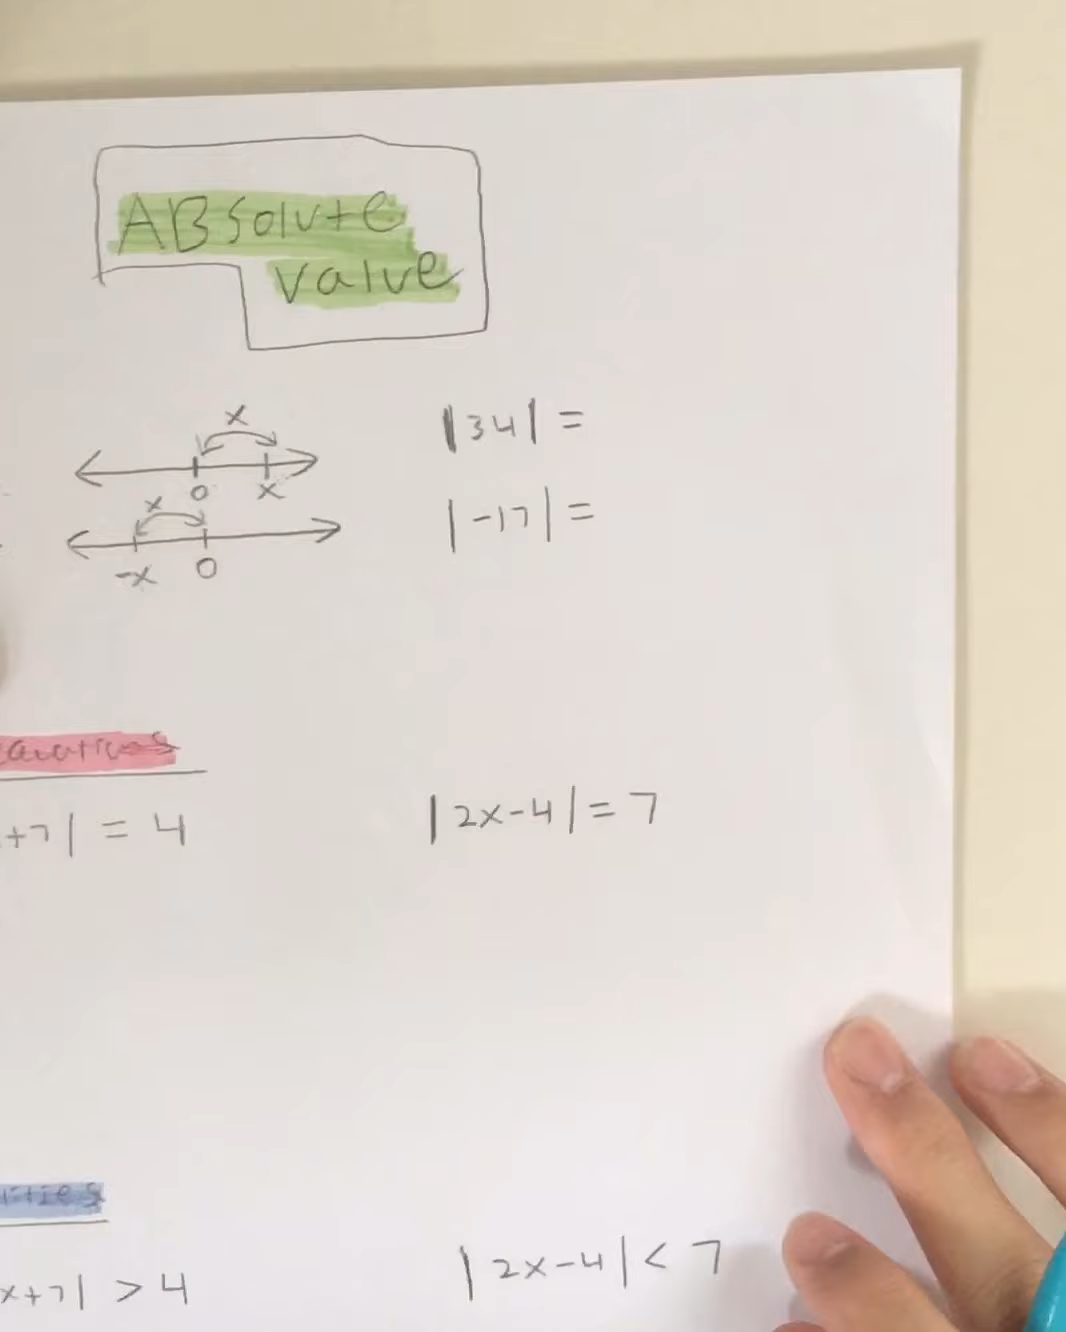 ABsolute
value
x
|34| =
0 x
x
|-17| =
-x 0
+7| = 4
|2x-4| = 7
x+7| > 4
|2x-4| < 7